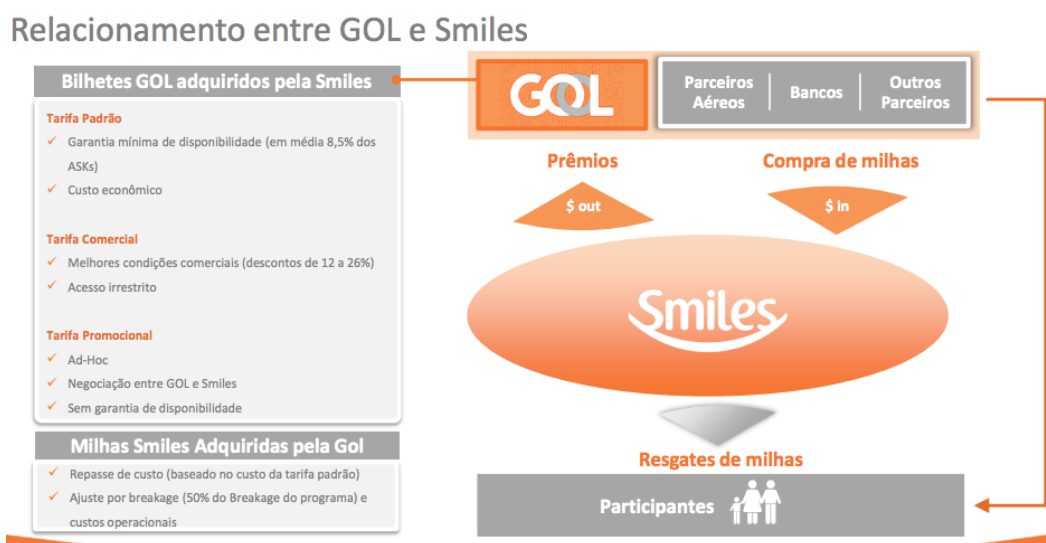 Relacionamento entre GOL e Smiles
Bilhetes GOL adquiridos pela Smiles
Tarifa Padrão
Garantia mínima de disponibilidade (em média 8,5% dos
ASKs)
Custo econômico
Tarifa Comercial
Melhores condições comerciais (descontos de 12 a 26%)
Acesso irrestrito
Tarifa Promocional
Ad-Hoc
Negociação entre GOL e Smiles
Sem garantia de disponibilidade
Milhas Smiles Adquiridas pela Gol
Repasse de custo (baseado no custo da tarifa padrão)
Ajuste por breakage (50% do Breakage do programa) e
custos operacionais
GOL
Parceiros
Aéreos
Bancos
Outros
Parceiros
Prêmios
Compra de milhas
$ out
$ in
Smiles
Resgates de milhas
Participantes